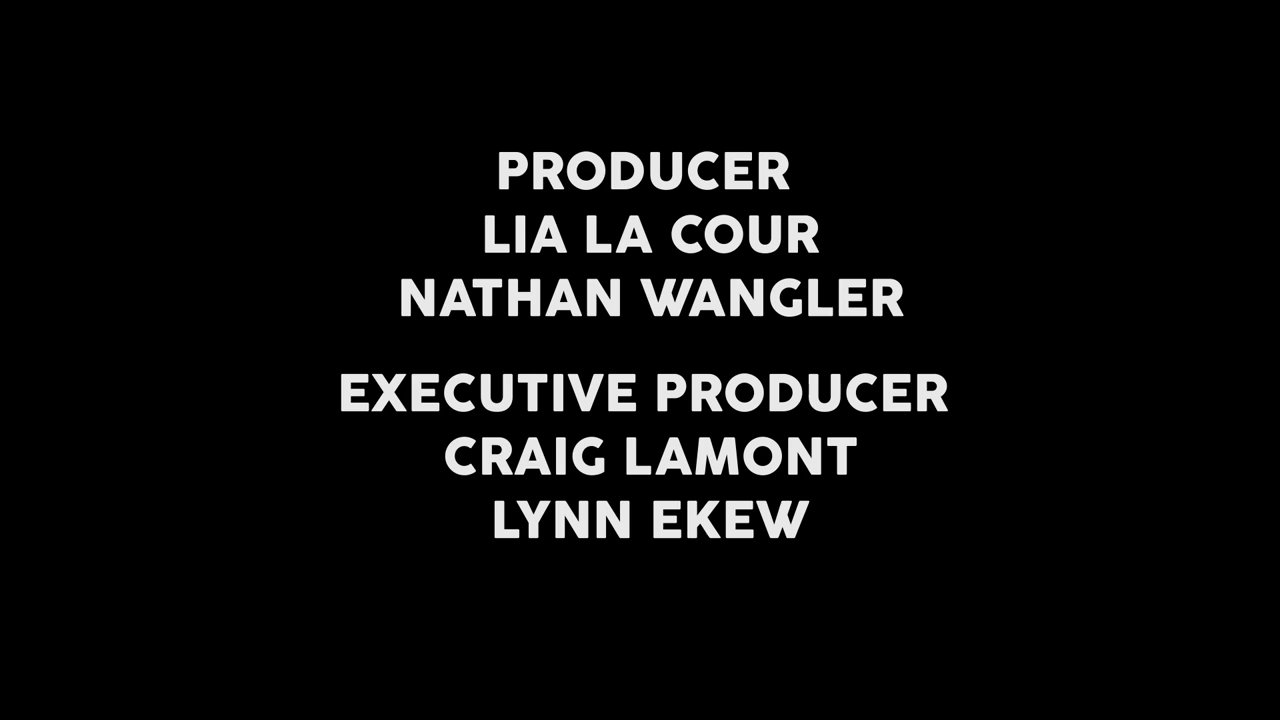 PRODUCER
LIA LA COUR
NATHAN WANGLER
EXECUTIVE PRODUCER
CRAIG LAMONT
LYNN EKEW